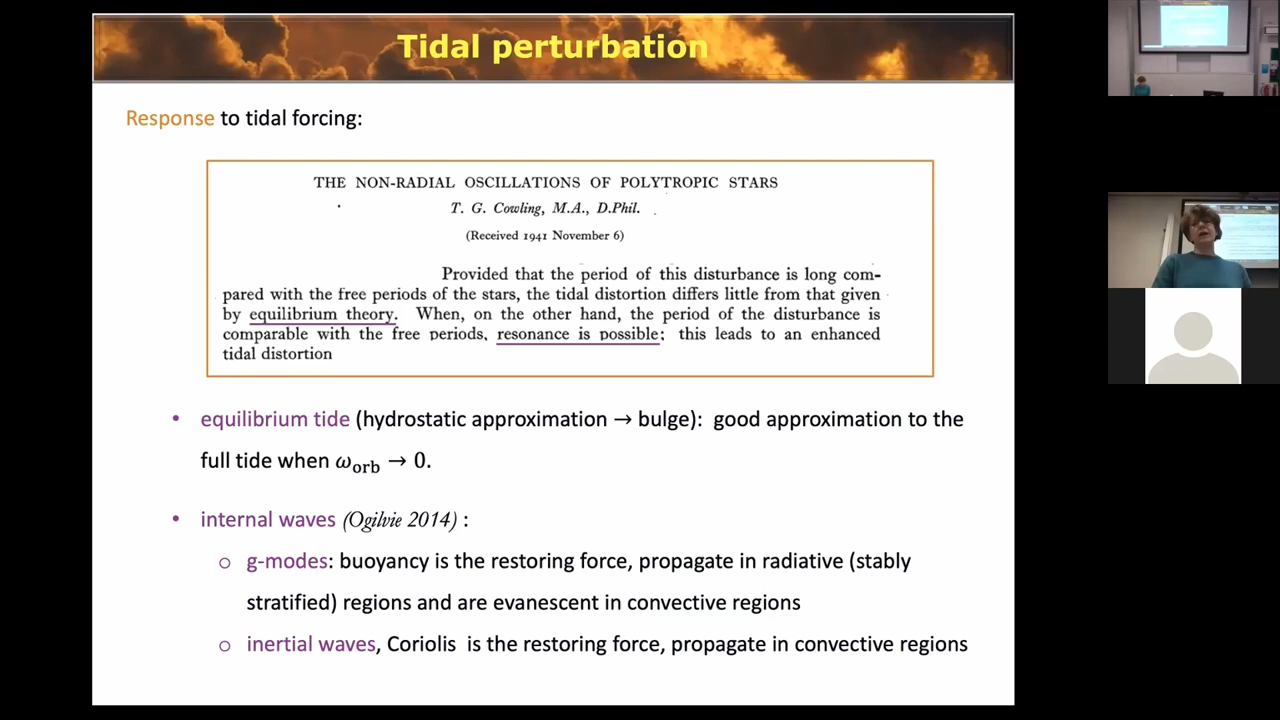 Tidal perturbation
Response to tidal forcing:
THE NON-RADIAL OSCILLATIONS OF POLYTROPIC STARS
T. G. Cowling, M.A., D.Phil.
(Received 1941 November 6)
Provided that the period of this disturbance is long com-
pared with the free periods of the stars, the tidal distortion differs little from that given
by equilibrium theory. When, on the other hand, the period of the disturbance is
comparable with the free periods, resonance is possible; this leads to an enhanced
tidal distortion
• equilibrium tide (hydrostatic approximation → bulge): good approximation to the
full tide when ω_orb → 0.
• internal waves (Ogilvie 2014) :
o g-modes: buoyancy is the restoring force, propagate in radiative (stably
stratified) regions and are evanescent in convective regions
o inertial waves, Coriolis is the restoring force, propagate in convective regions